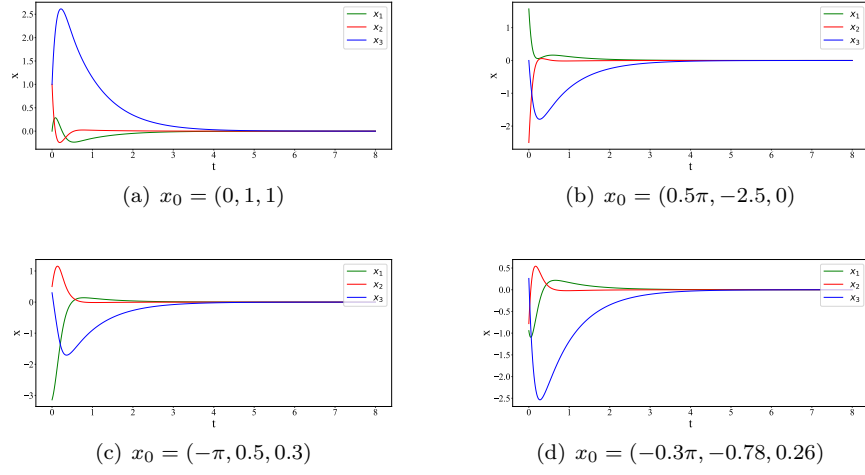 2.5
2.0
1.5
1.0
0.5
0.0
x
0 1 2 3 4 5 6 7 8
t
x₁
x₂
x₃
(a) x₀ = (0, 1, 1)
1
0
−1
−2
x
0 1 2 3 4 5 6 7 8
t
x₁
x₂
x₃
(b) x₀ = (0.5π, −2.5, 0)
1
0
−1
−2
−3
x
0 1 2 3 4 5 6 7 8
t
x₁
x₂
x₃
(c) x₀ = (−π, 0.5, 0.3)
0.5
0.0
−0.5
−1.0
−1.5
−2.0
−2.5
x
0 1 2 3 4 5 6 7 8
t
x₁
x₂
x₃
(d) x₀ = (−0.3π, −0.78, 0.26)